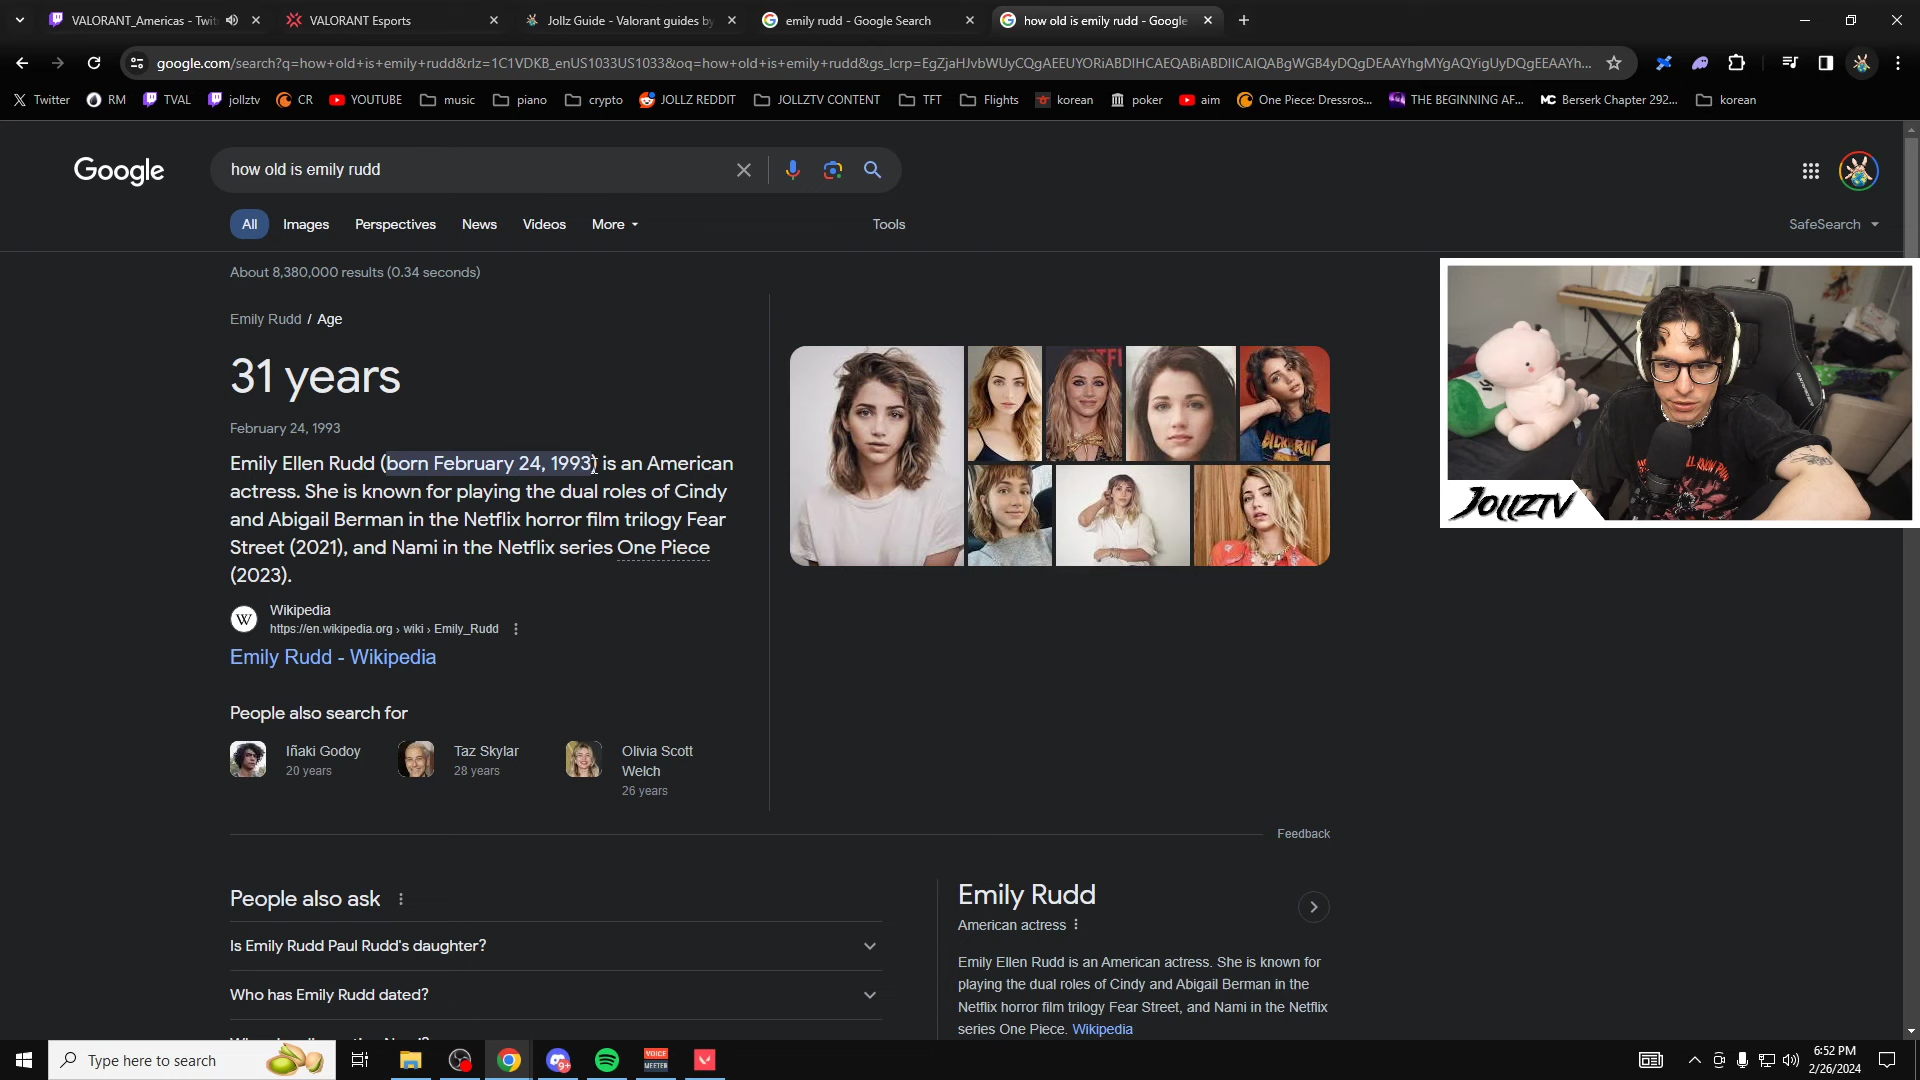 VALORANT_Americas - Twit
VALORANT Esports
Jollz Guide - Valorant guides by
emily rudd - Google Search
how old is emily rudd - Google
google.com/search?q=how+old+is+emily+rudd&rlz=1C1VDKB_enUS1033US1033&oq=how+old+is+emily+rudd&gs_lcrp=EgZjaHJvbWUyCQgAEEUYORiABDIHCAEQABiABDIICAIQABgWGB4yDQgDEAAYhgMYgAQYigUyDQgEEAAYh...
Twitter
RM
TVAL
jollztv
CR
YOUTUBE
music
piano
crypto
JOLLZ REDDIT
JOLLZTV CONTENT
TFT
Flights
korean
poker
aim
One Piece: Dressros...
THE BEGINNING AF...
MC Berserk Chapter 292...
korean
Google
how old is emily rudd
All
Images
Perspectives
News
Videos
More
Tools
SafeSearch
About 8,380,000 results (0.34 seconds)
Emily Rudd / Age
31 years
February 24, 1993
Emily Ellen Rudd (born February 24, 1993) is an American
actress. She is known for playing the dual roles of Cindy
and Abigail Berman in the Netflix horror film trilogy Fear
Street (2021), and Nami in the Netflix series One Piece
(2023).
W
Wikipedia
https://en.wikipedia.org › wiki › Emily_Rudd
Emily Rudd - Wikipedia
JOllZTV
People also search for
Iñaki Godoy
20 years
Taz Skylar
28 years
Olivia Scott
Welch
26 years
Feedback
People also ask
Is Emily Rudd Paul Rudd's daughter?
Who has Emily Rudd dated?
Emily Rudd
American actress
Emily Ellen Rudd is an American actress. She is known for
playing the dual roles of Cindy and Abigail Berman in the
Netflix horror film trilogy Fear Street, and Nami in the Netflix
series One Piece. Wikipedia
Type here to search
9+
VOICE
MEETER
6:52 PM
2/26/2024